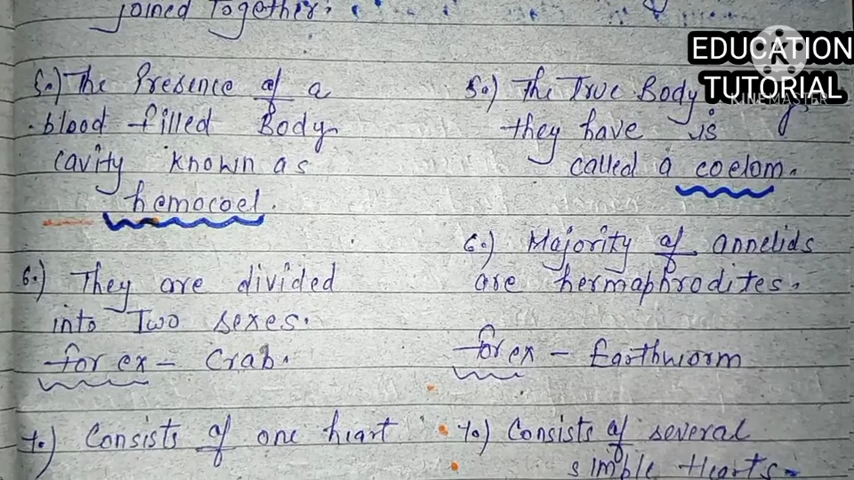 joined together.
EDUCATION
TUTORIAL
KINEMASTER
5.) The Presence of a
blood filled Body
cavity known as
hemocoel.
6.) They are divided
into Two sexes.
for ex - Crab.
7.) Consists of one heart
5.) The True Body
they have is
called a coelom.
6.) Majority of annelids
are hermaphrodites.
for ex - Earthworm
7.) Consists of several
simple Hearts.